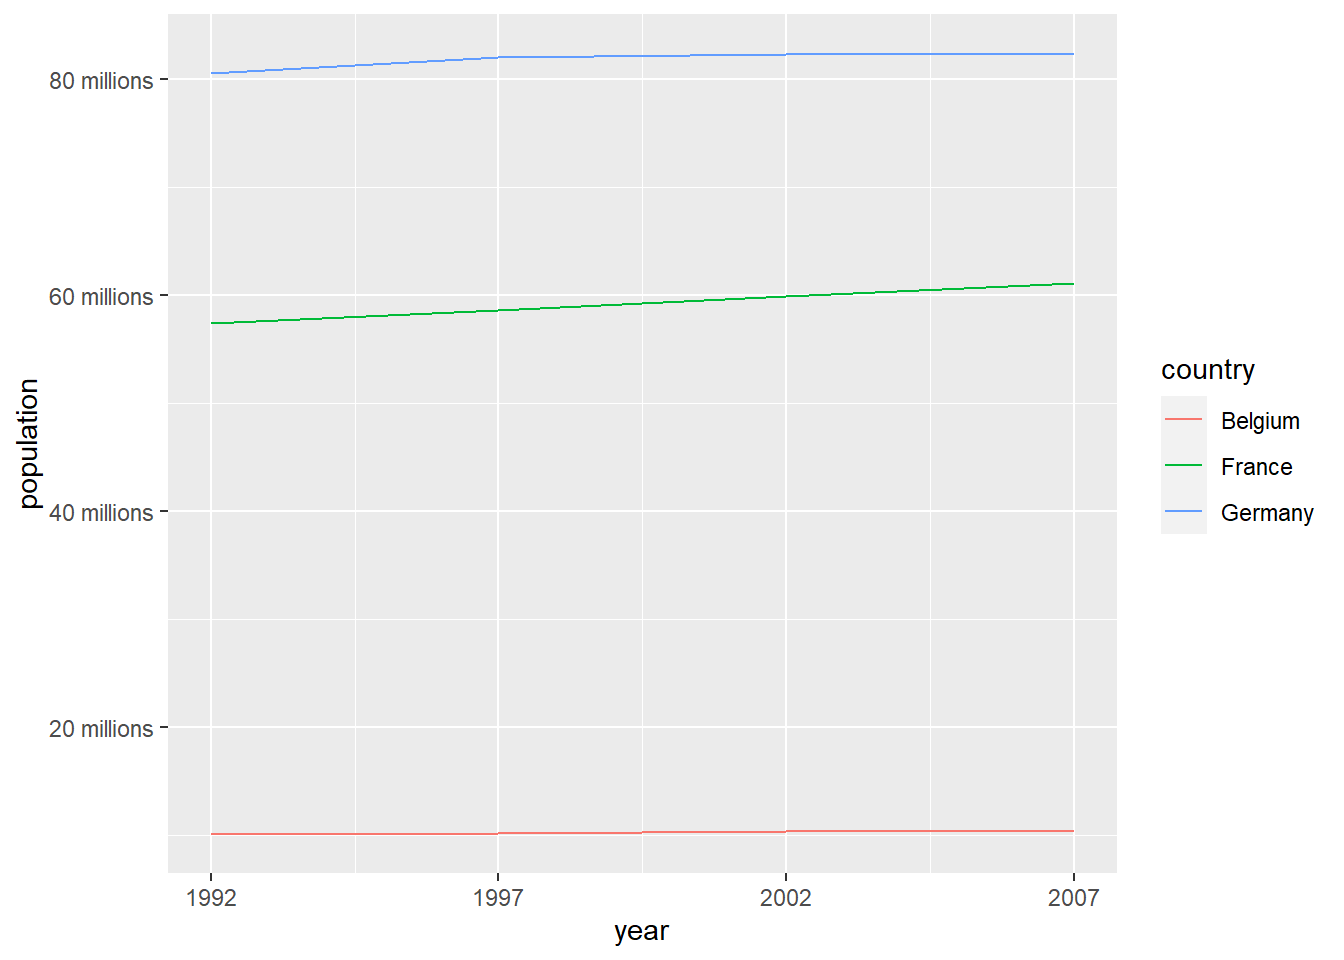 80 millions
60 millions
40 millions
20 millions
population
1992 1997 2002 2007
year
country
Belgium
France
Germany